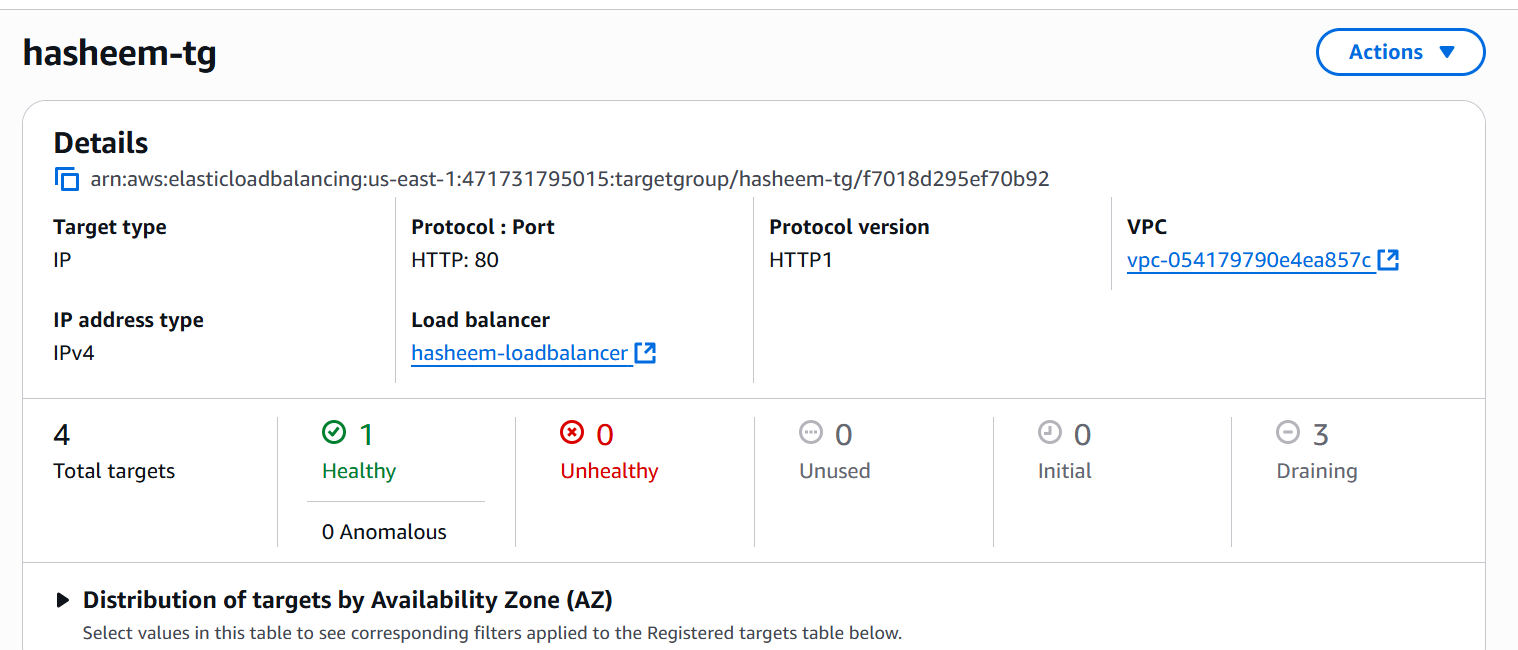 hasheem-tg
Actions
Details
arn:aws:elasticloadbalancing:us-east-1:471731795015:targetgroup/hasheem-tg/f7018d295ef70b92
Target type
IP
Protocol : Port
HTTP: 80
Protocol version
HTTP1
VPC
vpc-054179790e4ea857c
IP address type
IPv4
Load balancer
hasheem-loadbalancer
4
Total targets
1
Healthy
0 Anomalous
0
Unhealthy
0
Unused
0
Initial
3
Draining
Distribution of targets by Availability Zone (AZ)
Select values in this table to see corresponding filters applied to the Registered targets table below.